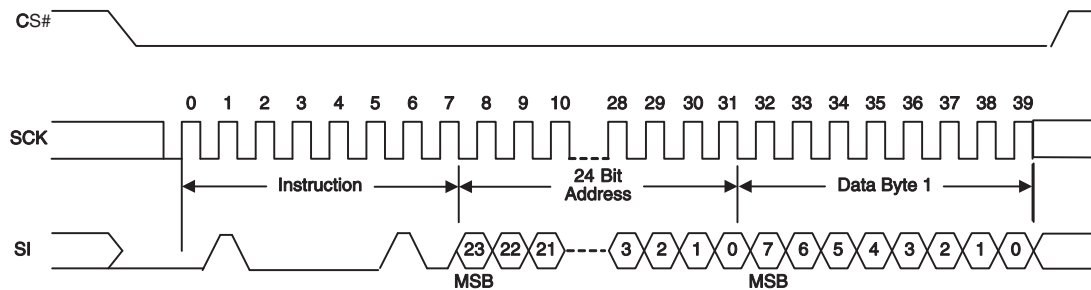 CS#
0 1 2 3 4 5 6 7 8 9 10 28 29 30 31 32 33 34 35 36 37 38 39
SCK
Instruction
24 Bit
Address
Data Byte 1
SI
23 22 21 3 2 1 0 7 6 5 4 3 2 1 0
MSB MSB